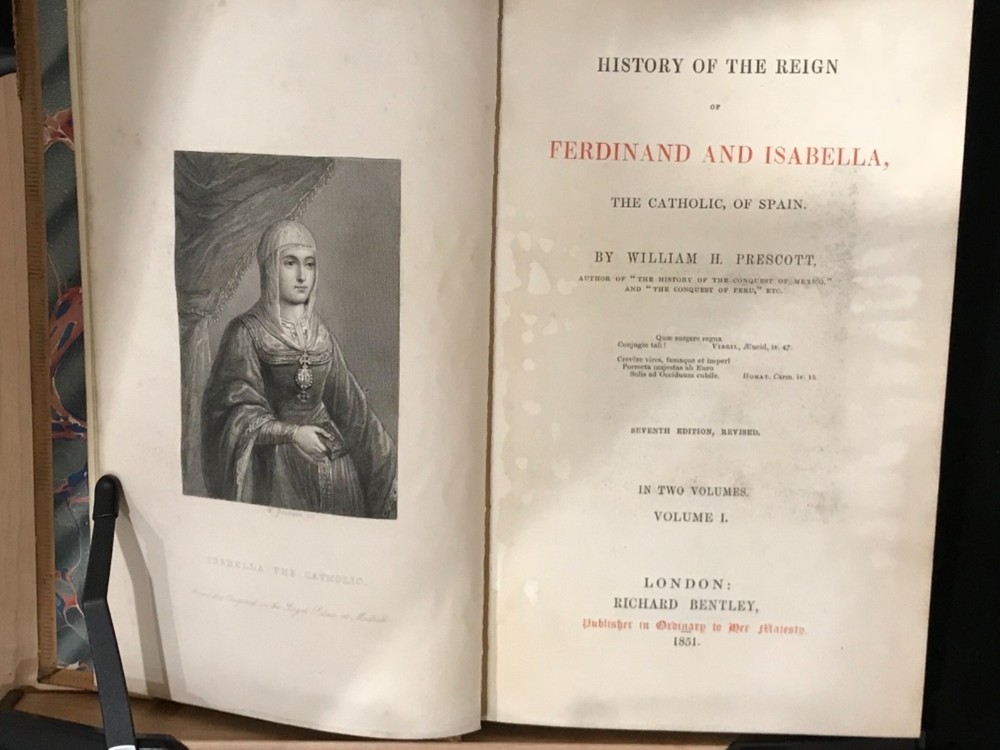 ISABELLA THE CATHOLIC.
HISTORY OF THE REIGN
OF
FERDINAND AND ISABELLA,
THE CATHOLIC, OF SPAIN.
BY WILLIAM H. PRESCOTT,
AUTHOR OF "THE HISTORY OF THE CONQUEST OF MEXICO,"
AND "THE CONQUEST OF PERU," ETC.
Quæ surgere regna
Conjugio tali! VIRGIL, Æneid, iv. 47.
Crevêre vires, famaque et imperî
Porrecta majestas ab Euro
Solis ad Occiduum cubile. HORAT. Carm. iv. 15.
SEVENTH EDITION, REVISED.
IN TWO VOLUMES.
VOLUME I.
LONDON:
RICHARD BENTLEY,
Publisher in Ordinary to Her Majesty.
1851.